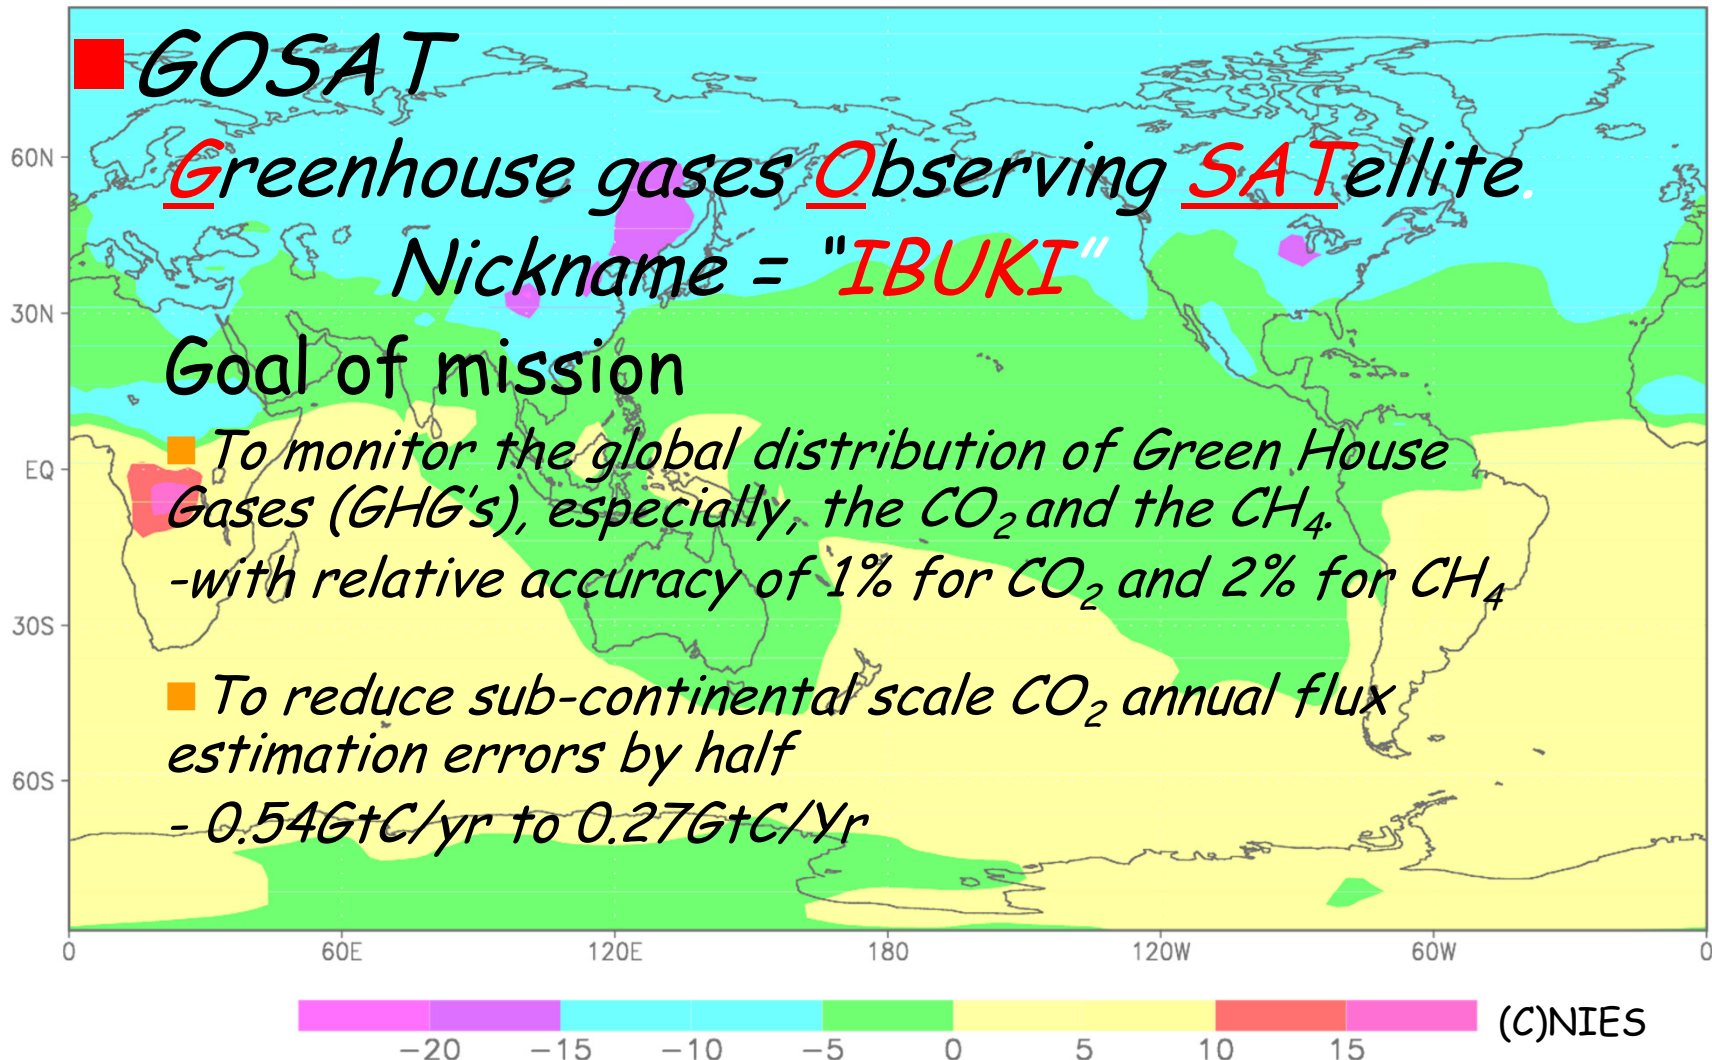 GOSAT
Greenhouse gases Observing SATellite.
Nickname = “IBUKI”
Goal of mission
To monitor the global distribution of Green House
Gases (GHG’s), especially, the CO₂ and the CH₄.
-with relative accuracy of 1% for CO₂ and 2% for CH₄
To reduce sub-continental scale CO₂ annual flux
estimation errors by half
- 0.54GtC/yr to 0.27GtC/Yr
60N
30N
EQ
30S
60S
0 60E 120E 180 120W 60W 0
-20 -15 -10 -5 0 5 10 15
(C)NIES